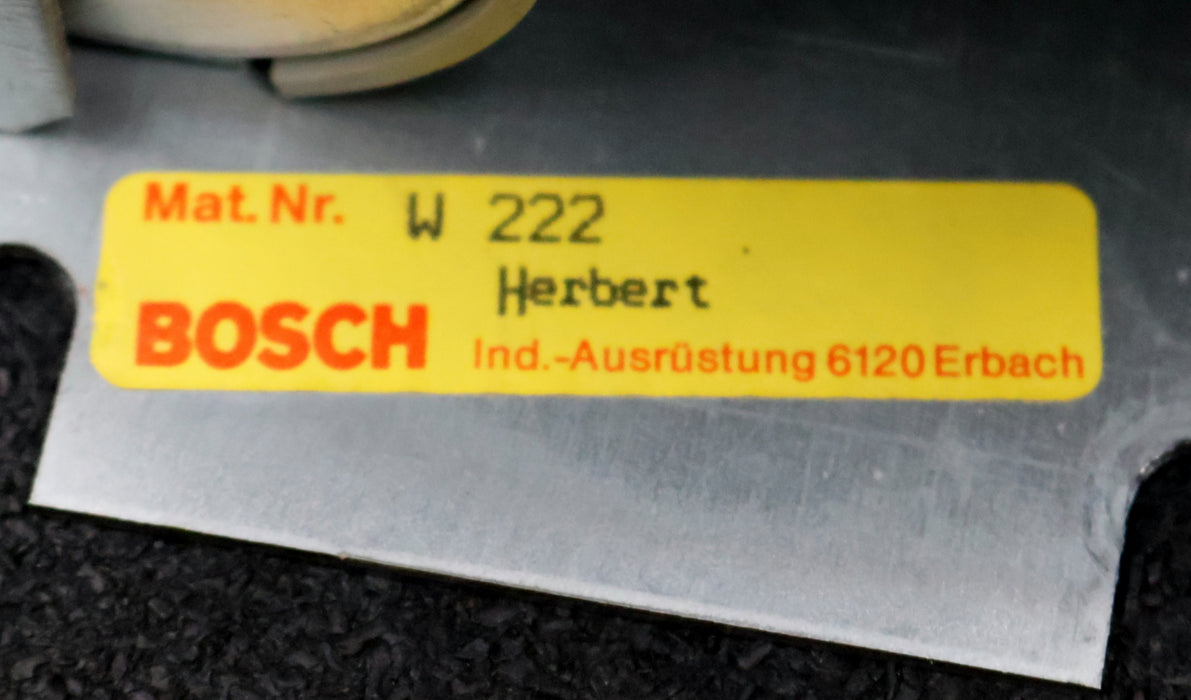 Mat. Nr. W 222
Herbert
BOSCH Ind.-Ausrüstung 6120 Erbach